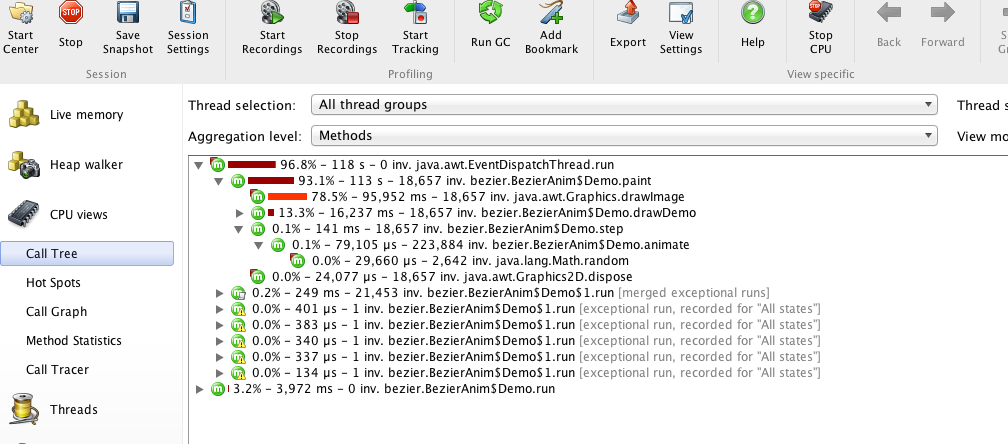 Start Center
Stop
Save Snapshot
Session Settings
Start Recordings
Stop Recordings
Start Tracking
Run GC
Add Bookmark
Export
View Settings
Help
Stop CPU
Back
Forward
Session
Profiling
View specific
Live memory
Heap walker
CPU views
Call Tree
Hot Spots
Call Graph
Method Statistics
Call Tracer
Threads
Thread selection:
All thread groups
Thread s
Aggregation level:
Methods
View mo
96.8% - 118 s - 0 inv. java.awt.EventDispatchThread.run
93.1% - 113 s - 18,657 inv. bezier.BezierAnim$Demo.paint
78.5% - 95,952 ms - 18,657 inv. java.awt.Graphics.drawImage
13.3% - 16,237 ms - 18,657 inv. bezier.BezierAnim$Demo.drawDemo
0.1% - 141 ms - 18,657 inv. bezier.BezierAnim$Demo.step
0.1% - 79,105 µs - 223,884 inv. bezier.BezierAnim$Demo.animate
0.0% - 29,660 µs - 2,642 inv. java.lang.Math.random
0.0% - 24,077 µs - 18,657 inv. java.awt.Graphics2D.dispose
0.2% - 249 ms - 21,453 inv. bezier.BezierAnim$Demo$1.run [merged exceptional runs]
0.0% - 401 µs - 1 inv. bezier.BezierAnim$Demo$1.run [exceptional run, recorded for "All states"]
0.0% - 383 µs - 1 inv. bezier.BezierAnim$Demo$1.run [exceptional run, recorded for "All states"]
0.0% - 340 µs - 1 inv. bezier.BezierAnim$Demo$1.run [exceptional run, recorded for "All states"]
0.0% - 337 µs - 1 inv. bezier.BezierAnim$Demo$1.run [exceptional run, recorded for "All states"]
0.0% - 134 µs - 1 inv. bezier.BezierAnim$Demo$1.run [exceptional run, recorded for "All states"]
3.2% - 3,972 ms - 0 inv. bezier.BezierAnim$Demo.run